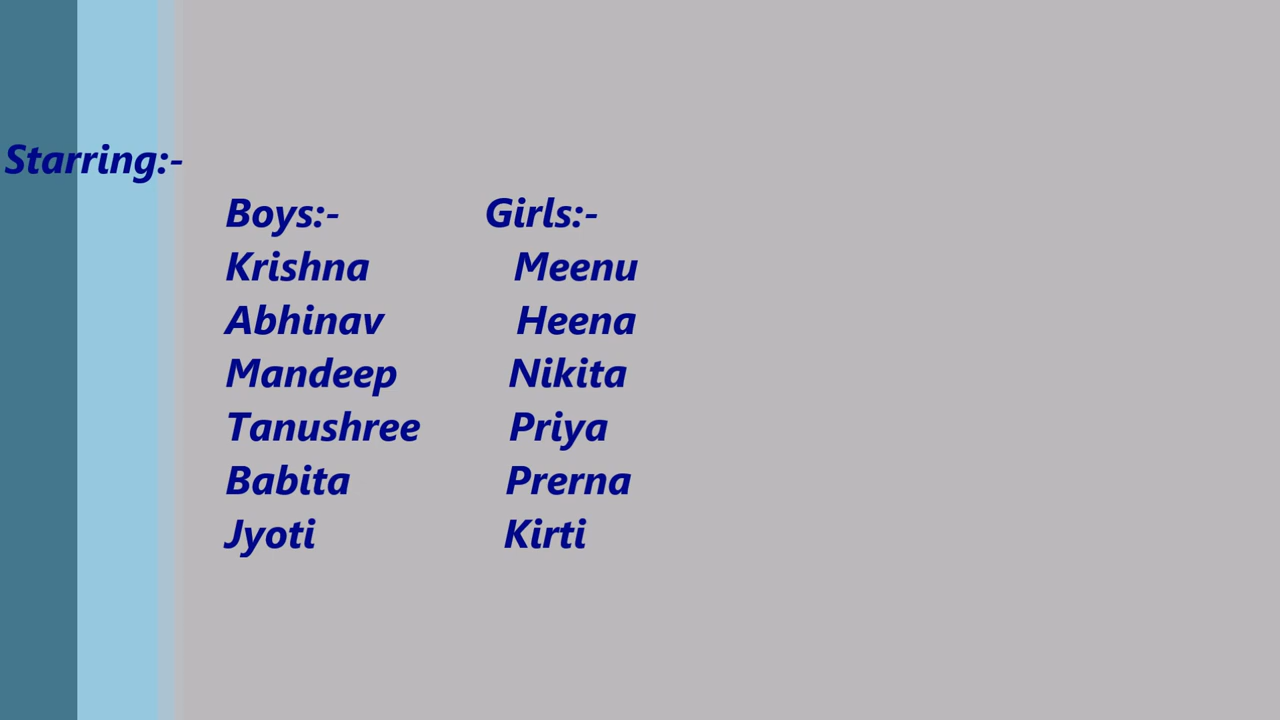 Starring:-
Boys:- Girls:-
Krishna Meenu
Abhinav Heena
Mandeep Nikita
Tanushree Priya
Babita Prerna
Jyoti Kirti